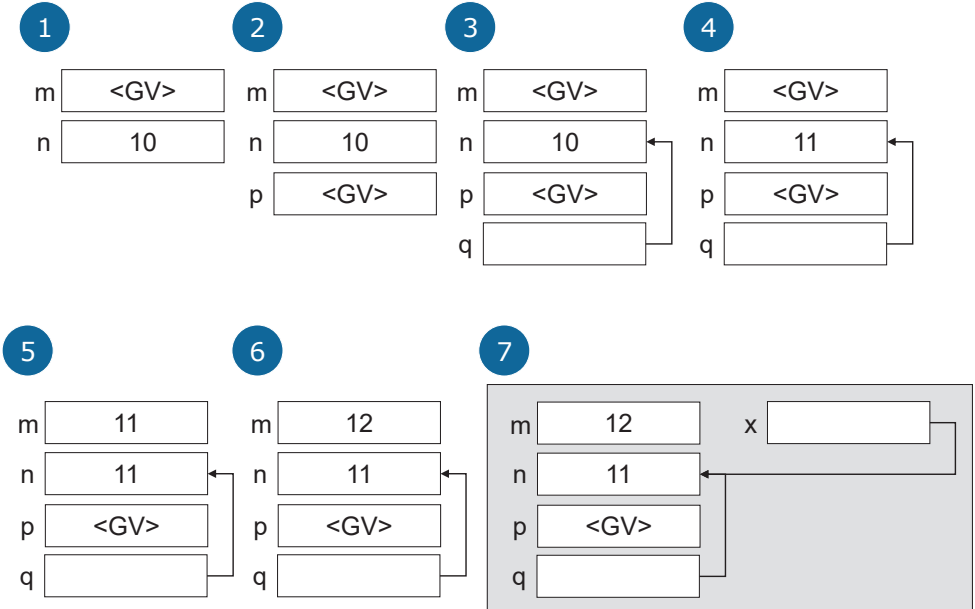 1 2 3 4
m <GV> m <GV> m <GV> m <GV>
n 10 n 10 n 10 n 11
p <GV> p <GV> p <GV>
q q
5 6 7
m 11 m 12 m 12 x
n 11 n 11 n 11
p <GV> p <GV> p <GV>
q q q